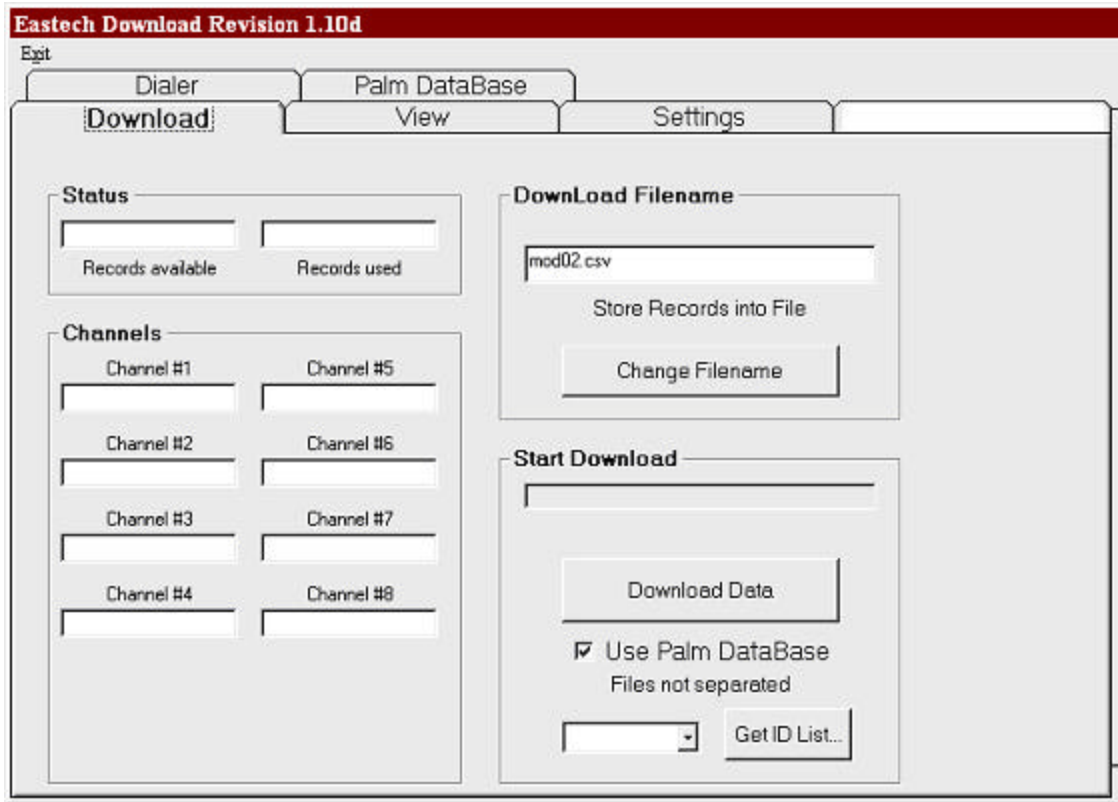 Eastech Download Revision 1.10d
Exit
Dialer Palm DataBase
Download View Settings
Status
Records available Records used
Channels
Channel #1 Channel #5
Channel #2 Channel #6
Channel #3 Channel #7
Channel #4 Channel #8
DownLoad Filename
mod02.csv
Store Records into File
Change Filename
Start Download
Download Data
Use Palm DataBase
Files not separated
Get ID List...